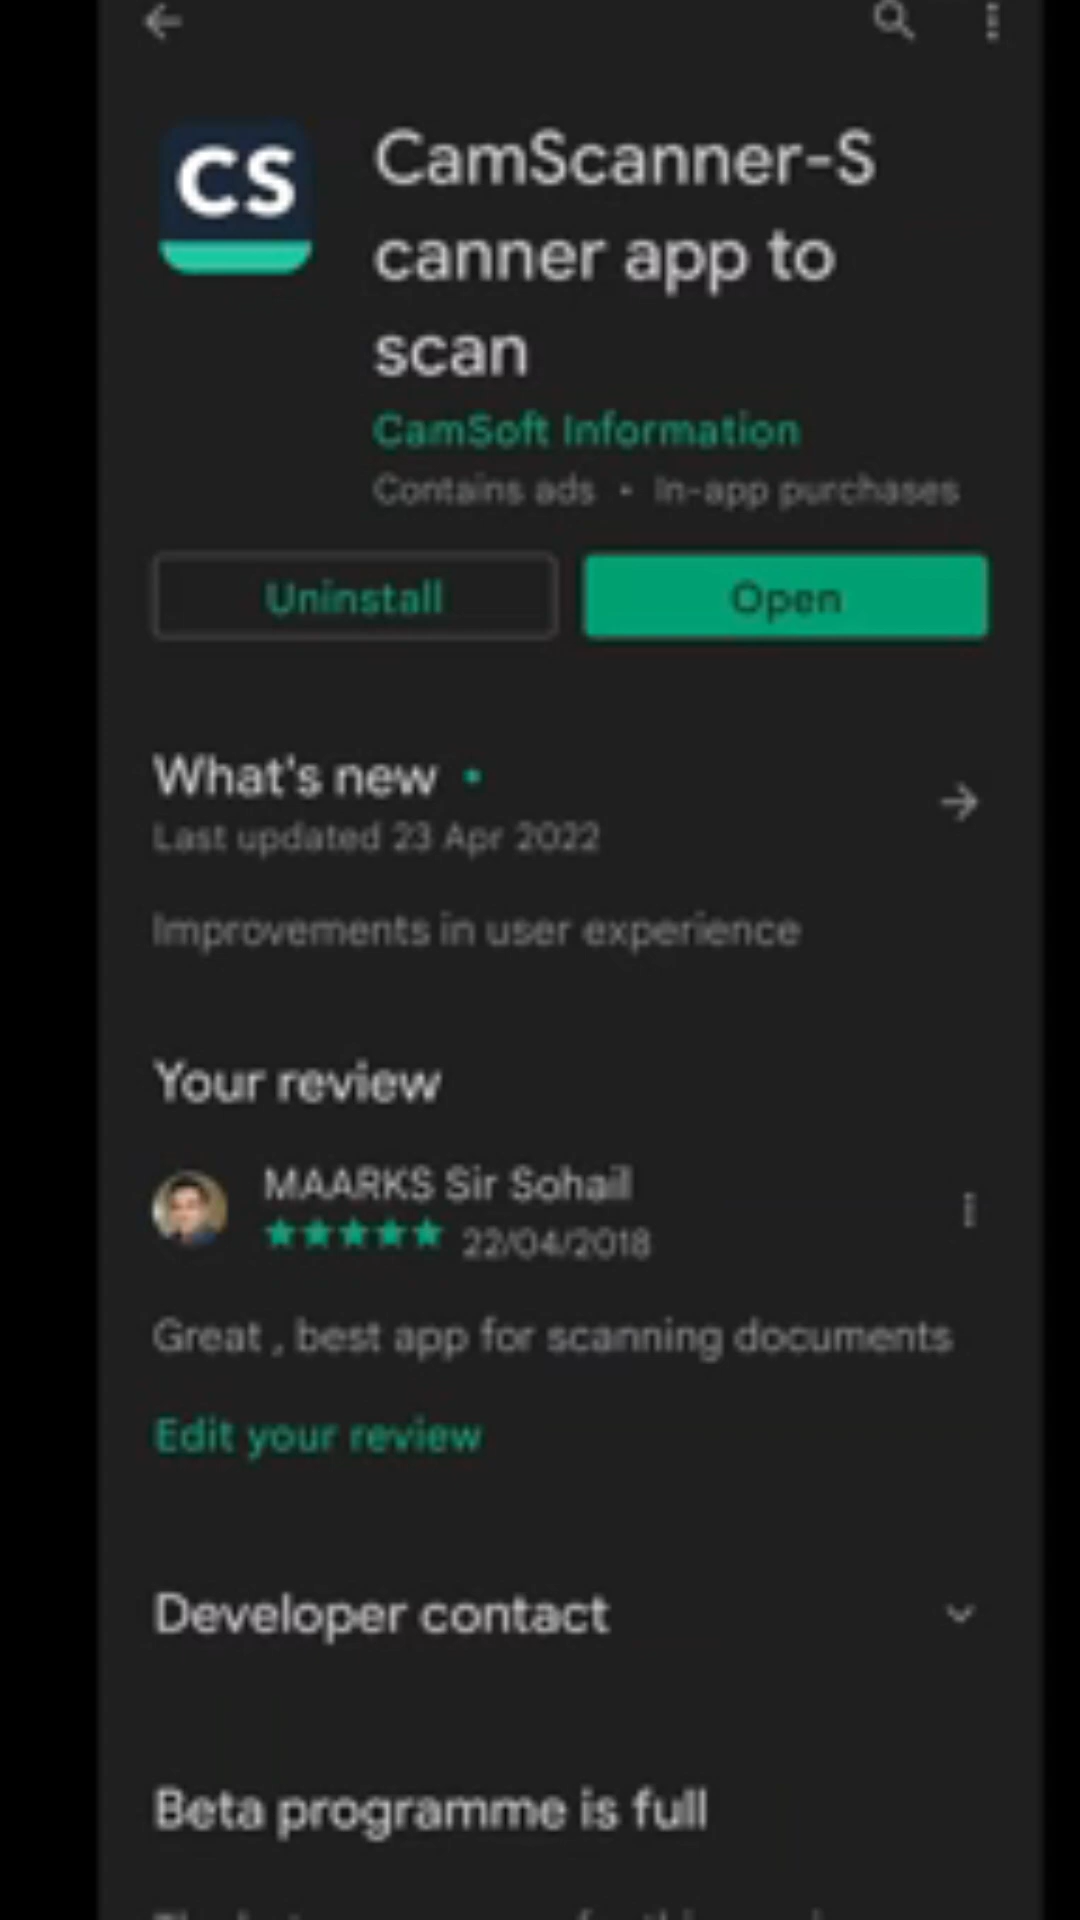 CS
CamScanner-S
canner app to
scan
CamSoft Information
Contains ads • In-app purchases
Uninstall
Open
What's new •
Last updated 23 Apr 2022
Improvements in user experience
Your review
MAARKS Sir Sohail
22/04/2018
Great , best app for scanning documents
Edit your review
Developer contact
Beta programme is full